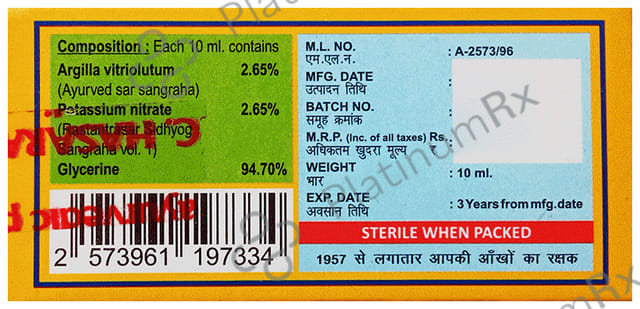 Composition : Each 10 ml. contains
Argilla vitriolutum 2.65%
(Ayurved sar sangraha)
Potassium nitrate 2.65%
(Rastantrasar Sidhyog
Sangraha vol. 1)
Glycerine 94.70%
2 573961 197334
M.L. NO. : A-2573/96
एम.एल.न.
MFG. DATE :
उत्पादन तिथि
BATCH NO. :
समूह क्रमांक
M.R.P. (Inc. of all taxes) Rs. :
अधिकतम खुदरा मूल्य
WEIGHT : 10 ml.
भार
EXP. DATE : 3 Years from mfg.date
अवसान तिथि
STERILE WHEN PACKED
1957 से लगातार आपकी आँखों का रक्षक
PlatinumRx
PlatinumRx
PlatinumRx